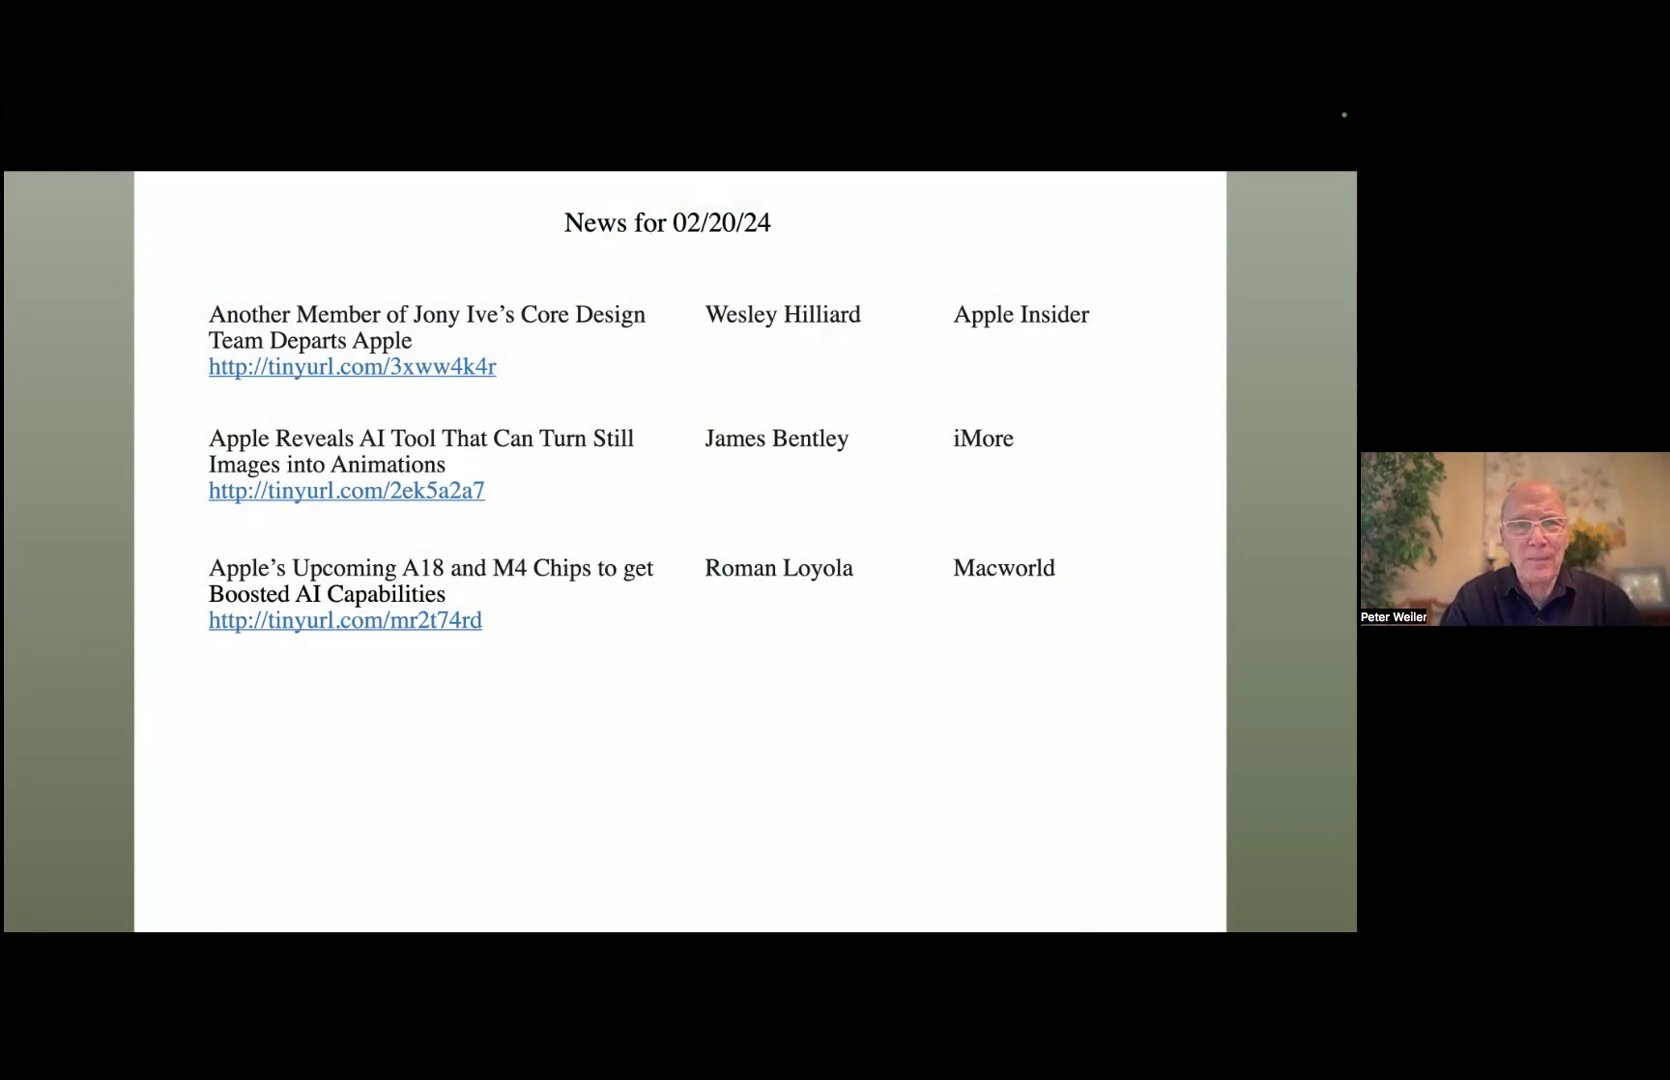 News for 02/20/24
Another Member of Jony Ive’s Core Design Wesley Hilliard Apple Insider
Team Departs Apple
http://tinyurl.com/3xww4k4r
Apple Reveals AI Tool That Can Turn Still James Bentley iMore
Images into Animations
http://tinyurl.com/2ek5a2a7
Apple’s Upcoming A18 and M4 Chips to get Roman Loyola Macworld
Boosted AI Capabilities
http://tinyurl.com/mr2t74rd
Peter Weiler